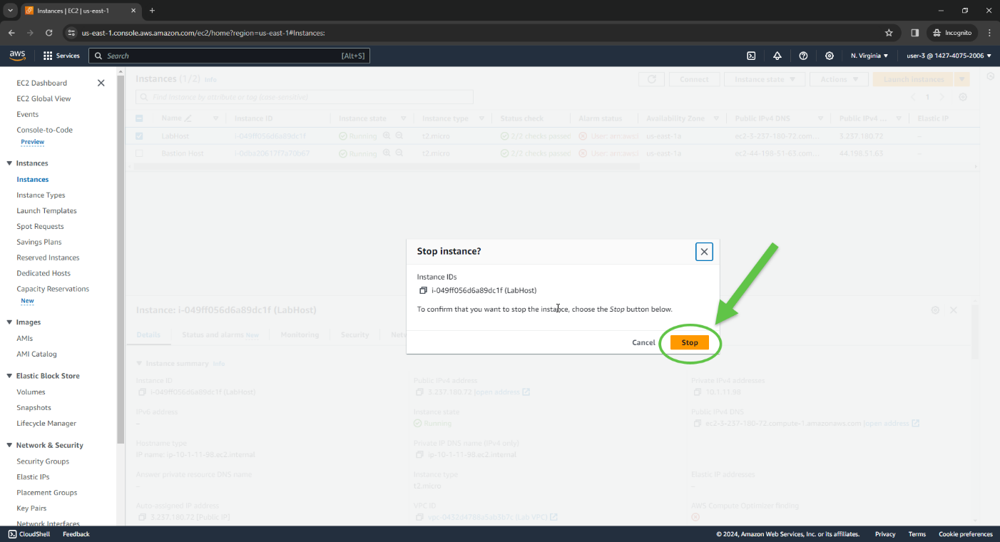 Instances | EC2 | us-east-1
us-east-1.console.aws.amazon.com/ec2/home?region=us-east-1#Instances:
Incognito
aws
Services
Search
[Alt+S]
N. Virginia
user-3 @ 1427-4075-2006
EC2 Dashboard
EC2 Global View
Events
Console-to-Code
Preview
Instances
Instances
Instance Types
Launch Templates
Spot Requests
Savings Plans
Reserved Instances
Dedicated Hosts
Capacity Reservations
New
Images
AMIs
AMI Catalog
Elastic Block Store
Volumes
Snapshots
Lifecycle Manager
Network & Security
Security Groups
Elastic IPs
Placement Groups
Key Pairs
Network Interfaces
Instances (1/2) Info
Connect
Instance state
Actions
Launch instances
Find Instance by attribute or tag (case-sensitive)
1
Name Instance ID Instance state Instance type Status check Alarm status Availability Zone Public IPv4 DNS Public IPv4 ... Elastic IP
LabHost i-049ff056d6a89dc1f Running t2.micro 2/2 checks passed User: arn:aws: us-east-1a ec2-3-237-180-72.com... 3.237.180.72 –
Bastion Host Running t2.micro 2/2 checks passed User: arn:aws: us-east-1a ec2-44-198-51-63.com... 44.198.51.63 –
Stop instance?
Instance IDs
i-049ff056d6a89dc1f (LabHost)
To confirm that you want to stop the instance, choose the Stop button below.
Cancel
Stop
Instance: i-049ff056d6a89dc1f (LabHost)
Details
Status and alarms New
Monitoring
Security
Netw
Instance summary Info
Instance ID
i-049ff056d6a89dc1f (LabHost)
Public IPv4 address
3.237.180.72 |open address
Private IPv4 addresses
10.1.11.98
IPv6 address
–
Instance state
Running
Public IPv4 DNS
ec2-3-237-180-72.compute-1.amazonaws.com |open address
Hostname type
IP name: ip-10-1-11-98.ec2.internal
Private IP DNS name (IPv4 only)
ip-10-1-11-98.ec2.internal
Answer private resource DNS name
–
Instance type
t2.micro
Elastic IP addresses
–
Auto-assigned IP address
3.237.180.72 [Public IP]
VPC ID
vpc-0432d4788a5ab3b7c (Lab VPC)
AWS Compute Optimizer finding
CloudShell
Feedback
© 2024, Amazon Web Services, Inc. or its affiliates.
Privacy
Terms
Cookie preferences